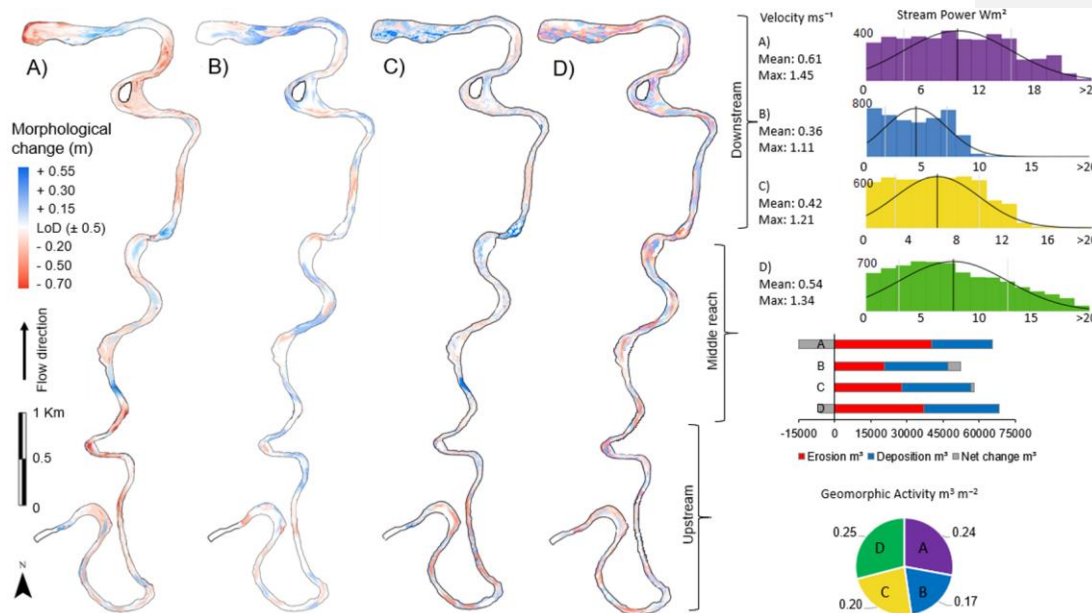 A)
B)
C)
D)
Morphological
change (m)
+ 0.55
+ 0.30
+ 0.15
LoD (± 0.5)
- 0.20
- 0.50
- 0.70
Flow direction
1 Km
0.5
0
N
Downstream
Middle reach
Upstream
Velocity ms⁻¹
A)
Mean: 0.61
Max: 1.45
B)
Mean: 0.36
Max: 1.11
C)
Mean: 0.42
Max: 1.21
D)
Mean: 0.54
Max: 1.34
Stream Power Wm²
400
0 6 12 18 >2
800
0 5 10 15 >20
600
0 4 8 12 16 >20
700
0 5 10 15 >20
A
B
C
D
-15000 0 15000 30000 45000 60000 75000
Erosion m³ Deposition m³ Net change m³
Geomorphic Activity m³ m⁻²
0.25 D A 0.24
0.20 C B 0.17